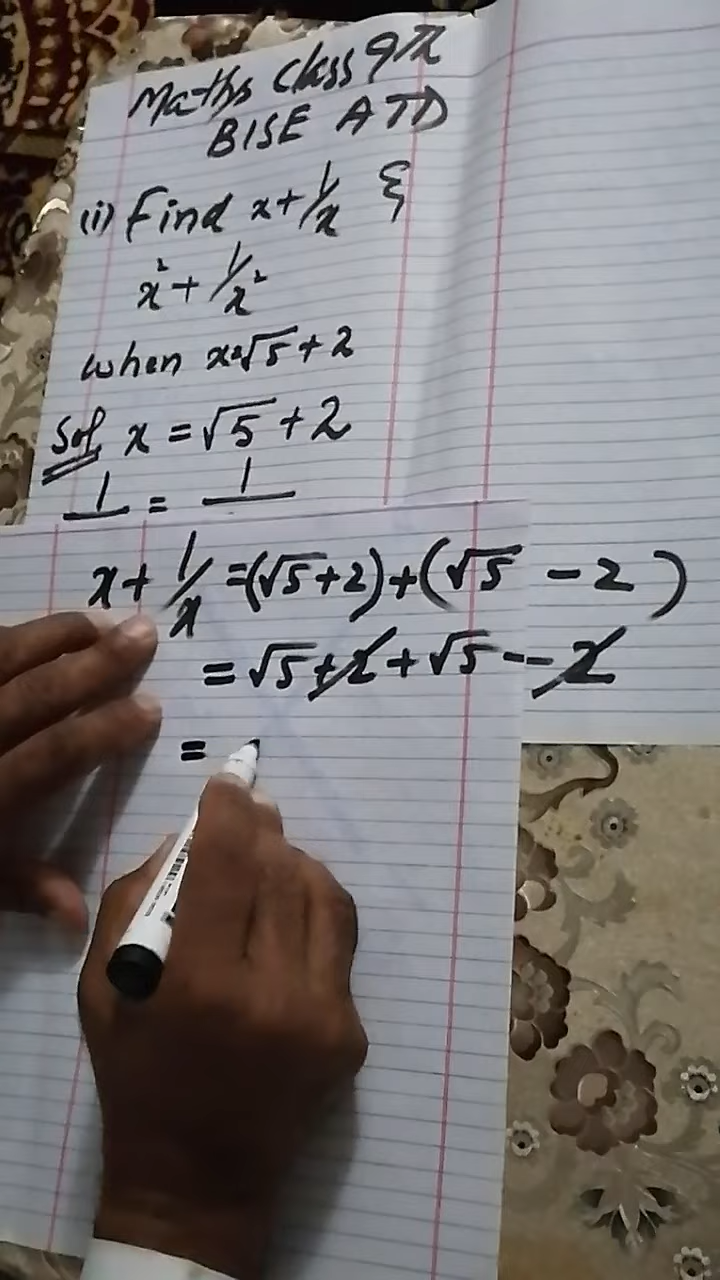 Maths Class 9th
BISE ATD
(i) Find x+1/x &
x²+1/x²
when x=√5+2
Sol x=√5+2
1 = 1
x+1/x=(√5+2)+(√5-2)
=√5+2+√5--2
=